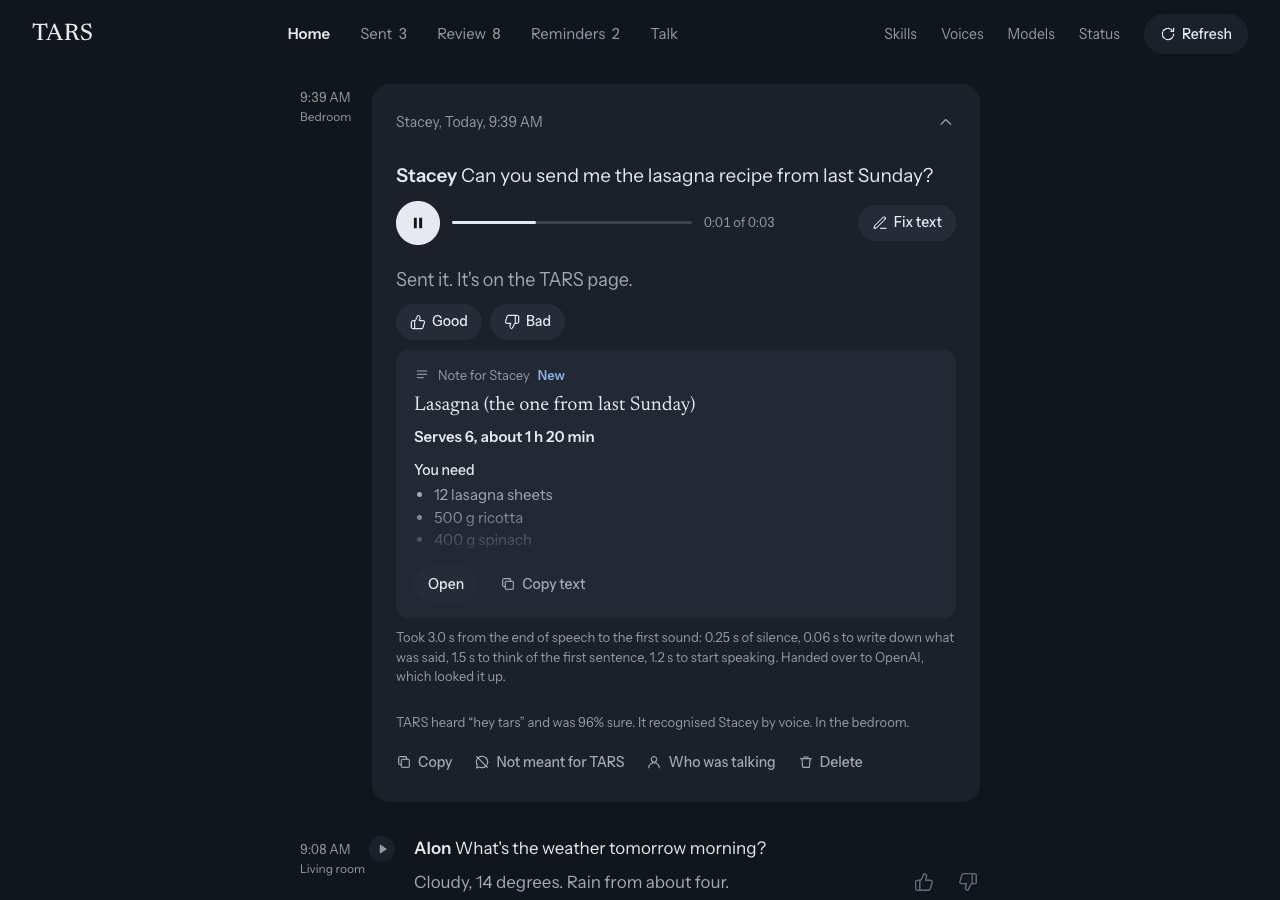 TARS
Home Sent 3 Review 8 Reminders 2 Talk Skills Voices Models Status Refresh
9:39 AM
Bedroom
Stacey, Today, 9:39 AM
Stacey Can you send me the lasagna recipe from last Sunday?
0:01 of 0:03 Fix text
Sent it. It's on the TARS page.
Good Bad
Note for Stacey New
Lasagna (the one from last Sunday)
Serves 6, about 1 h 20 min
You need
• 12 lasagna sheets
• 500 g ricotta
• 400 g spinach
Open Copy text
Took 3.0 s from the end of speech to the first sound: 0.25 s of silence, 0.06 s to write down what
was said, 1.5 s to think of the first sentence, 1.2 s to start speaking. Handed over to OpenAI,
which looked it up.
TARS heard “hey tars” and was 96% sure. It recognised Stacey by voice. In the bedroom.
Copy Not meant for TARS Who was talking Delete
9:08 AM
Living room
Alon What's the weather tomorrow morning?
Cloudy, 14 degrees. Rain from about four.